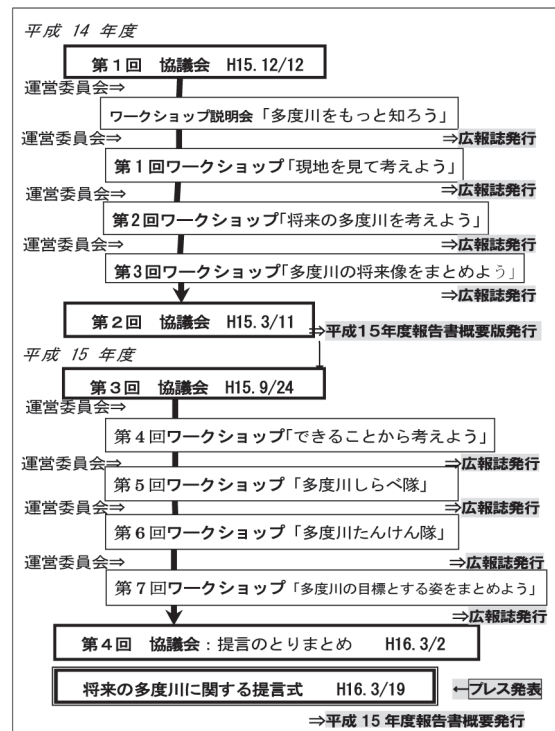 平成 14 年度
第1回 協議会 H15.12/12
運営委員会⇒
ワークショップ説明会「多度川をもっと知ろう」
運営委員会⇒ ⇒広報誌発行
第1回ワークショップ「現地を見て考えよう」
運営委員会⇒ ⇒広報誌発行
第2回ワークショップ「将来の多度川を考えよう」
運営委員会⇒ ⇒広報誌発行
第3回ワークショップ「多度川の将来像をまとめよう」
⇒広報誌発行
第2回 協議会 H15.3/11
⇒平成15年度報告書概要版発行
平成 15 年度
第3回 協議会 H15.9/24
運営委員会⇒
第4回ワークショップ「できることから考えよう」
運営委員会⇒ ⇒広報誌発行
第5回ワークショップ「多度川しらべ隊」
運営委員会⇒ ⇒広報誌発行
第6回ワークショップ「多度川たんけん隊」
運営委員会⇒ ⇒広報誌発行
第7回ワークショップ「多度川の目標とする姿をまとめよう」
⇒広報誌発行
第4回 協議会：提言のとりまとめ H16.3/2
将来の多度川に関する提言式 H16.3/19 ←プレス発表
⇒平成 15 年度報告書概要発行